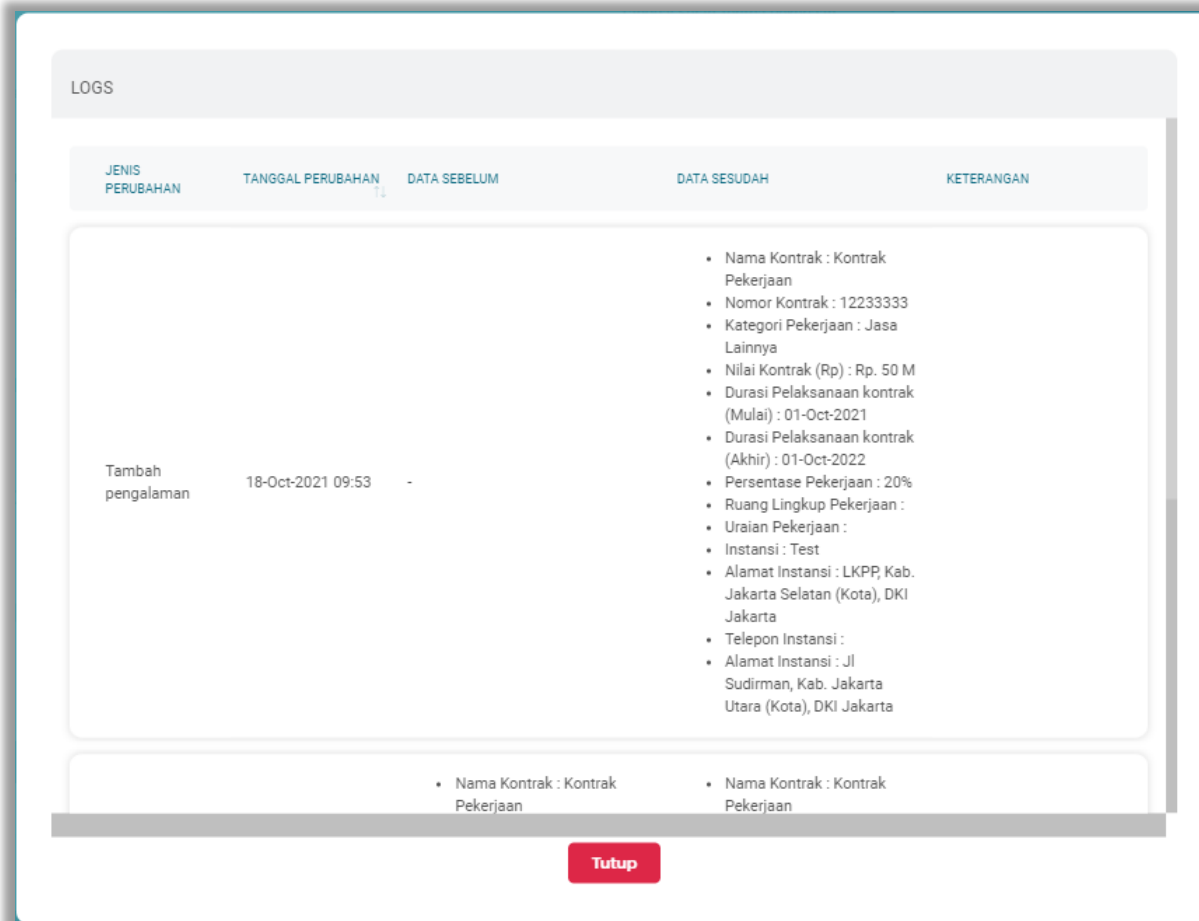 LOGS
JENIS
PERUBAHAN
TANGGAL PERUBAHAN
DATA SEBELUM
DATA SESUDAH
KETERANGAN
Tambah
pengalaman
18-Oct-2021 09:53
-
• Nama Kontrak : Kontrak
Pekerjaan
• Nomor Kontrak : 12233333
• Kategori Pekerjaan : Jasa
Lainnya
• Nilai Kontrak (Rp) : Rp. 50 M
• Durasi Pelaksanaan kontrak
(Mulai) : 01-Oct-2021
• Durasi Pelaksanaan kontrak
(Akhir) : 01-Oct-2022
• Persentase Pekerjaan : 20%
• Ruang Lingkup Pekerjaan :
• Uraian Pekerjaan :
• Instansi : Test
• Alamat Instansi : LKPP, Kab.
Jakarta Selatan (Kota), DKI
Jakarta
• Telepon Instansi :
• Alamat Instansi : Jl
Sudirman, Kab. Jakarta
Utara (Kota), DKI Jakarta
• Nama Kontrak : Kontrak
Pekerjaan
• Nama Kontrak : Kontrak
Pekerjaan
Tutup